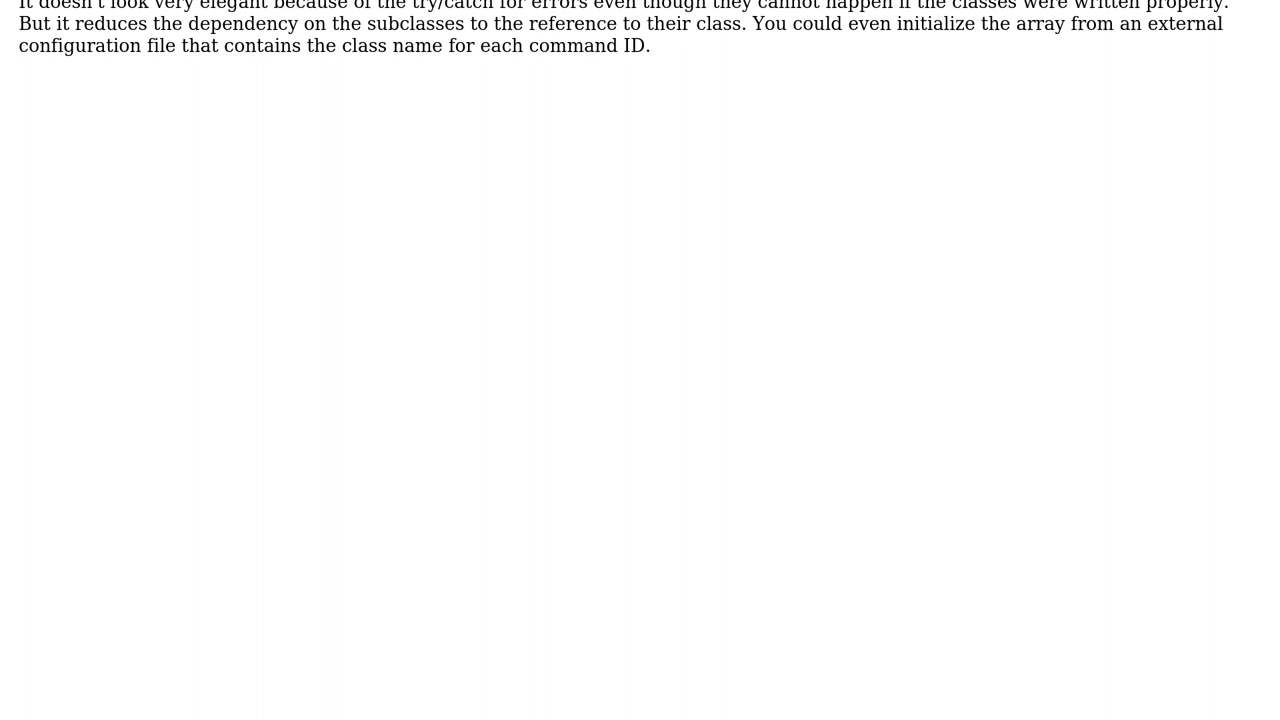 It doesn't look very elegant because of the try/catch for errors even though they cannot happen if the classes were written properly.
But it reduces the dependency on the subclasses to the reference to their class. You could even initialize the array from an external
configuration file that contains the class name for each command ID.